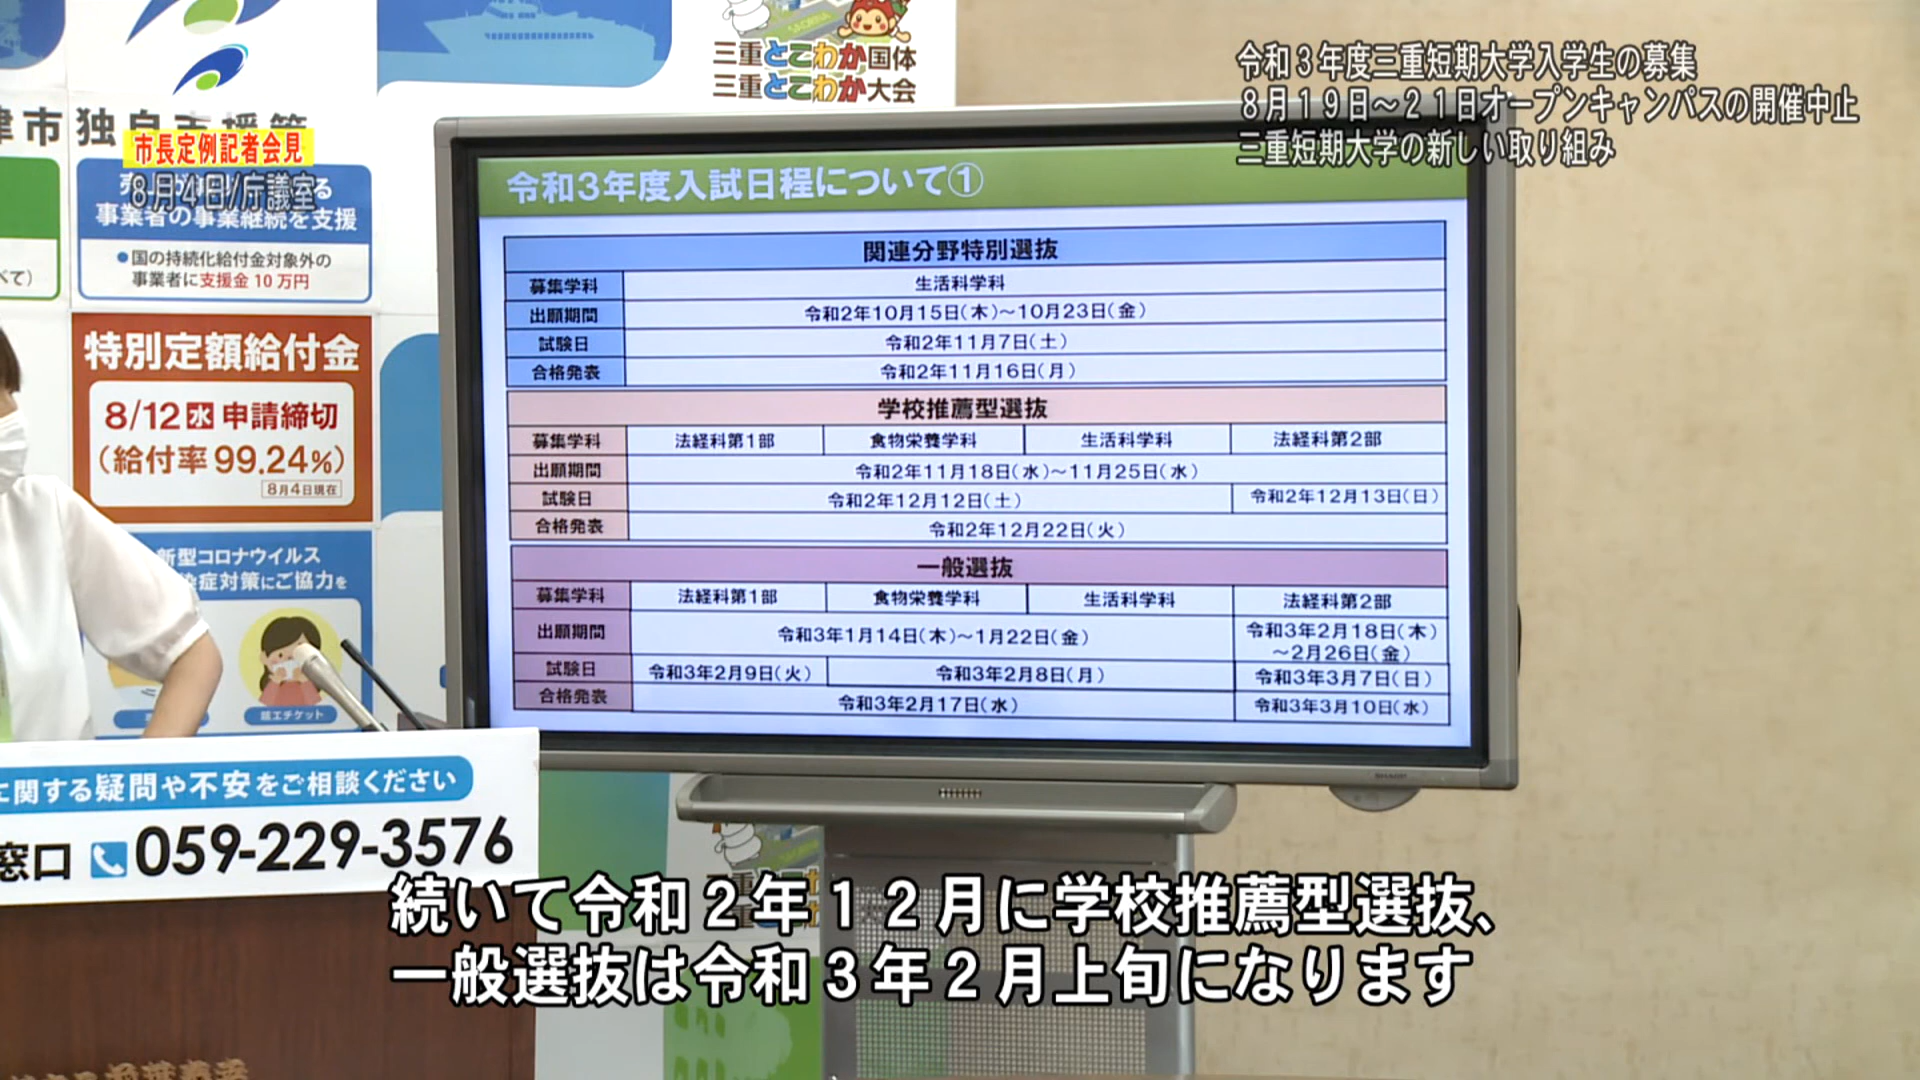 三重とこわか国体
三重とこわか大会
令和３年度三重短期大学入学生の募集
８月１９日～２１日オープンキャンパスの開催中止
三重短期大学の新しい取り組み
市長定例記者会見
８月４日/庁議室
事業者の事業継続を支援
●国の持続化給付金対象外の
事業者に支援金10万円
特別定額給付金
8/12水申請締切
(給付率99.24%)
8月4日現在
新型コロナウイルス
症対策にご協力を
咳エチケット
に関する疑問や不安をご相談ください
窓口 059-229-3576
令和3年度入試日程について①
関連分野特別選抜
募集学科 生活科学科
出願期間 令和2年10月15日(木)～10月23日(金)
試験日 令和2年11月7日(土)
合格発表 令和2年11月16日(月)
学校推薦型選抜
募集学科 法経科第1部 食物栄養学科 生活科学科 法経科第2部
出願期間 令和2年11月18日(水)～11月25日(水)
試験日 令和2年12月12日(土) 令和2年12月13日(日)
合格発表 令和2年12月22日(火)
一般選抜
募集学科 法経科第1部 食物栄養学科 生活科学科 法経科第2部
出願期間 令和3年1月14日(木)～1月22日(金) 令和3年2月18日(木)
～2月26日(金)
試験日 令和3年2月9日(火) 令和3年2月8日(月) 令和3年3月7日(日)
合格発表 令和3年2月17日(水) 令和3年3月10日(水)
続いて令和２年１２月に学校推薦型選抜、
一般選抜は令和３年２月上旬になります